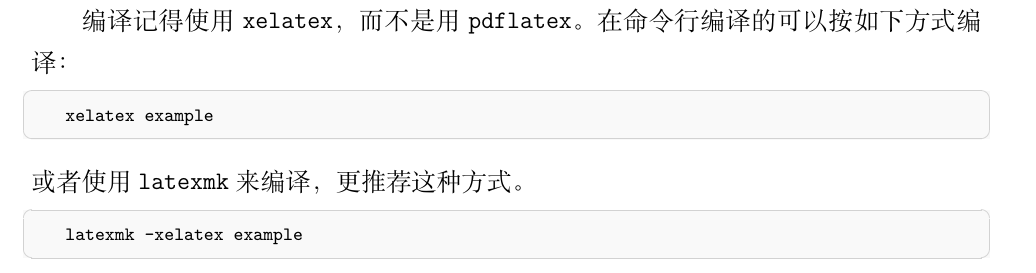 编译记得使用 xelatex，而不是用 pdflatex。在命令行编译的可以按如下方式编
译：
xelatex example
或者使用 latexmk 来编译，更推荐这种方式。
latexmk -xelatex example